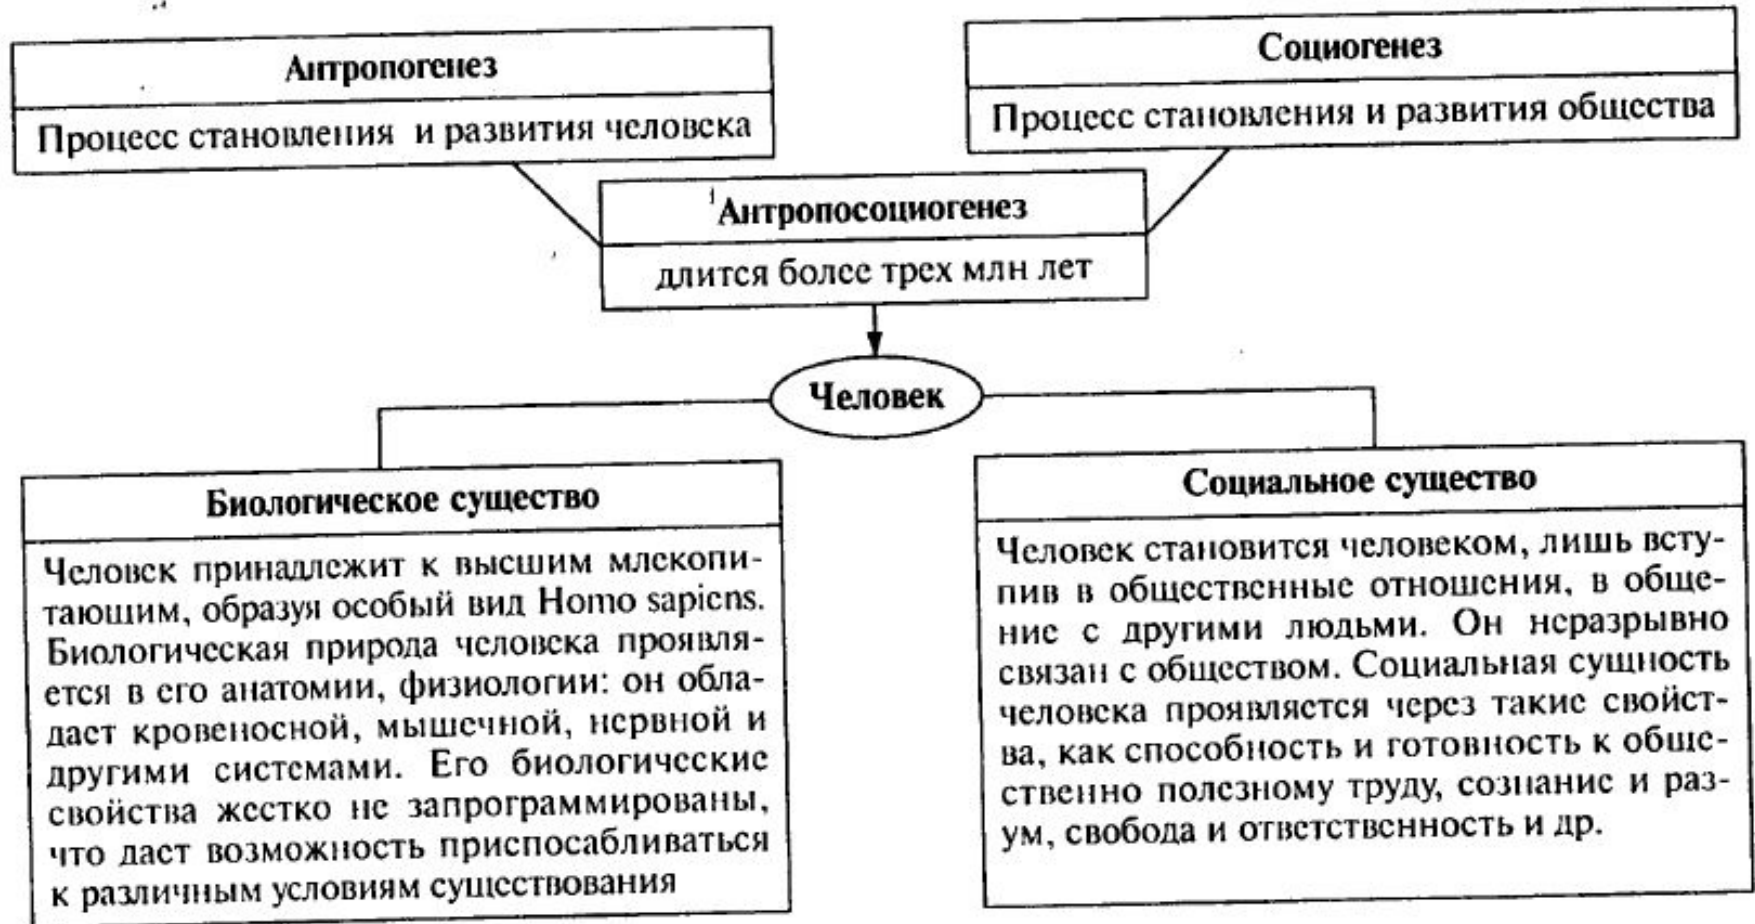 Антропогенез
Процесс становления и развития человека
Социогенез
Процесс становления и развития общества
Антропосоциогенез
длится более трех млн лет
Человек
Биологическое существо
Человек принадлежит к высшим млекопи-
тающим, образуя особый вид Homo sapiens.
Биологическая природа человека проявля-
ется в его анатомии, физиологии: он обла-
дает кровеносной, мышечной, нервной и
другими системами. Его биологические
свойства жестко не запрограммированы,
что дает возможность приспосабливаться
к различным условиям существования
Социальное существо
Человек становится человеком, лишь всту-
пив в общественные отношения, в обще-
ние с другими людьми. Он неразрывно
связан с обществом. Социальная сущность
человека проявляется через такие свойст-
ва, как способность и готовность к обще-
ственно полезному труду, сознание и раз-
ум, свобода и ответственность и др.